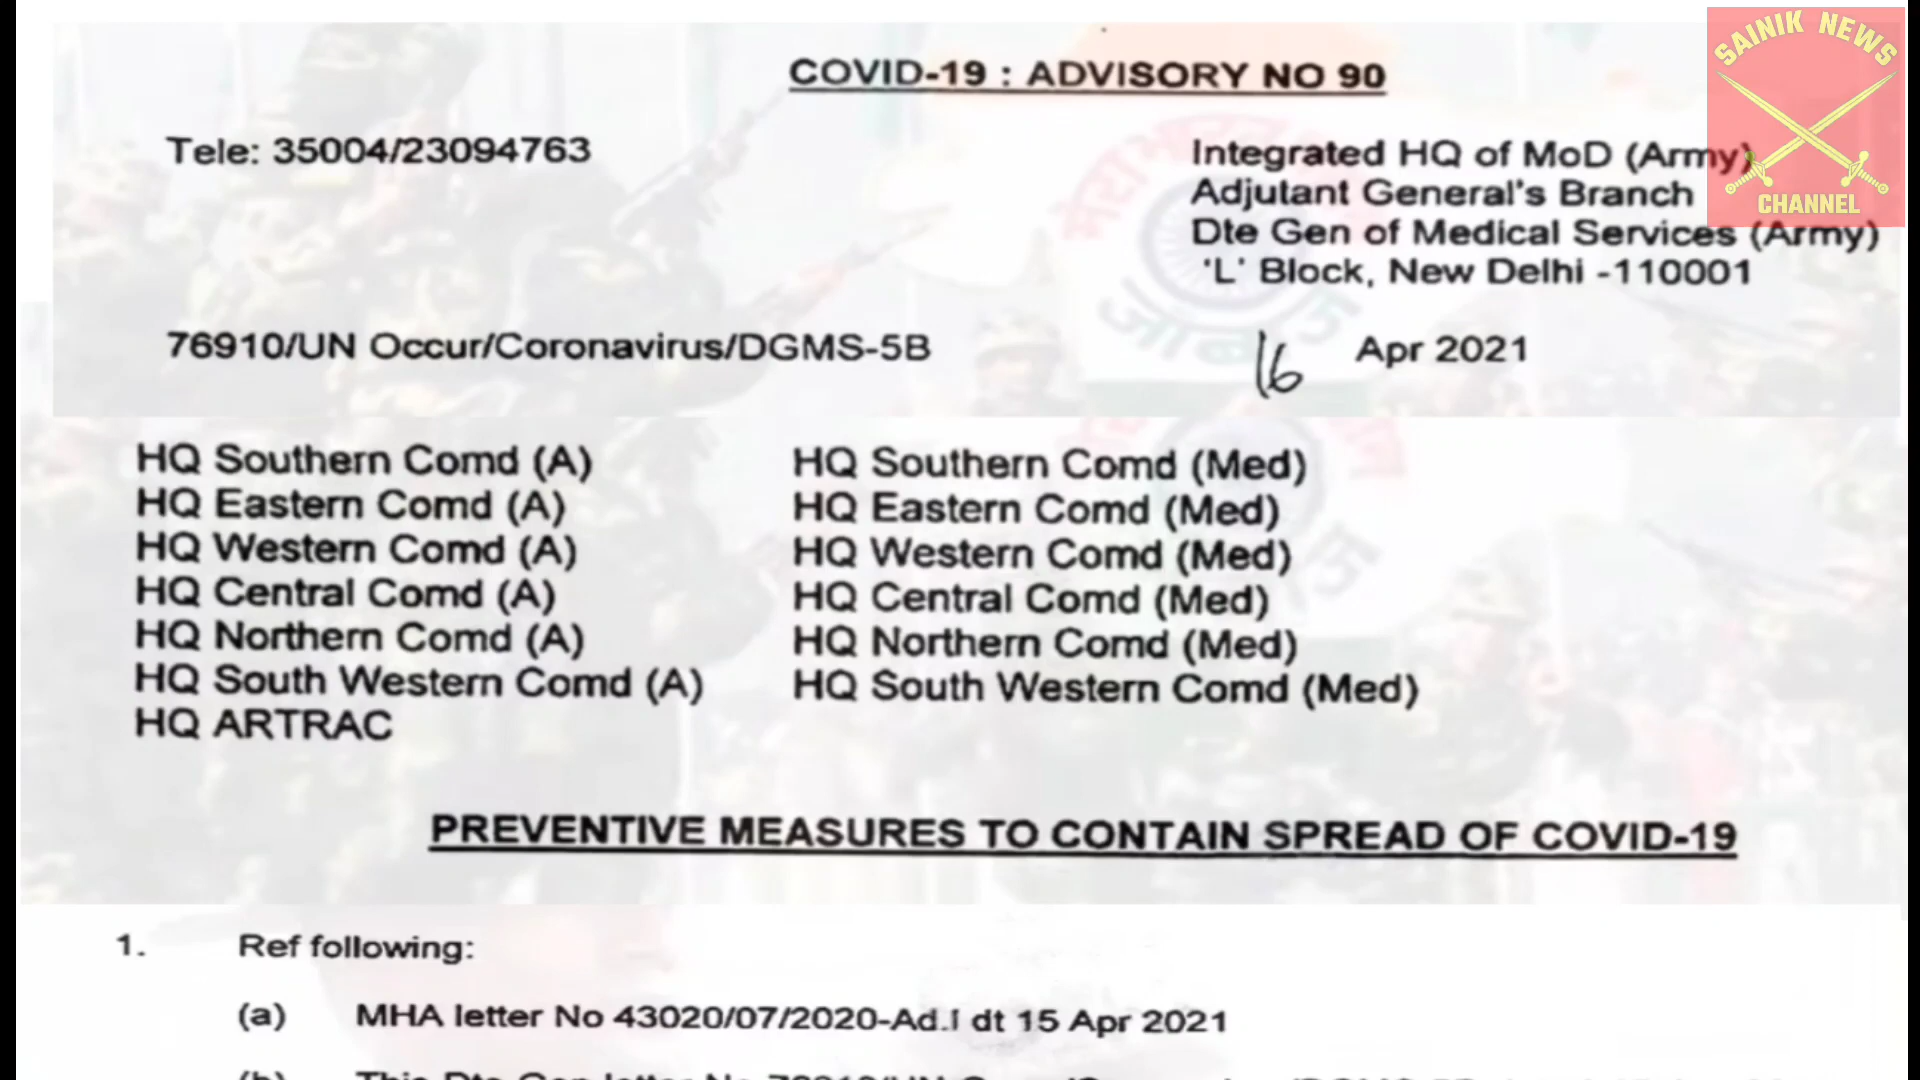 COVID-19 : ADVISORY NO 90
SAINIK NEWS
CHANNEL
Tele: 35004/23094763
Integrated HQ of MoD (Army)
Adjutant General's Branch
Dte Gen of Medical Services (Army)
'L' Block, New Delhi -110001
76910/UN Occur/Coronavirus/DGMS-5B
16 Apr 2021
HQ Southern Comd (A)
HQ Eastern Comd (A)
HQ Western Comd (A)
HQ Central Comd (A)
HQ Northern Comd (A)
HQ South Western Comd (A)
HQ ARTRAC
HQ Southern Comd (Med)
HQ Eastern Comd (Med)
HQ Western Comd (Med)
HQ Central Comd (Med)
HQ Northern Comd (Med)
HQ South Western Comd (Med)
PREVENTIVE MEASURES TO CONTAIN SPREAD OF COVID-19
1. Ref following:
(a) MHA letter No 43020/07/2020-Ad.I dt 15 Apr 2021